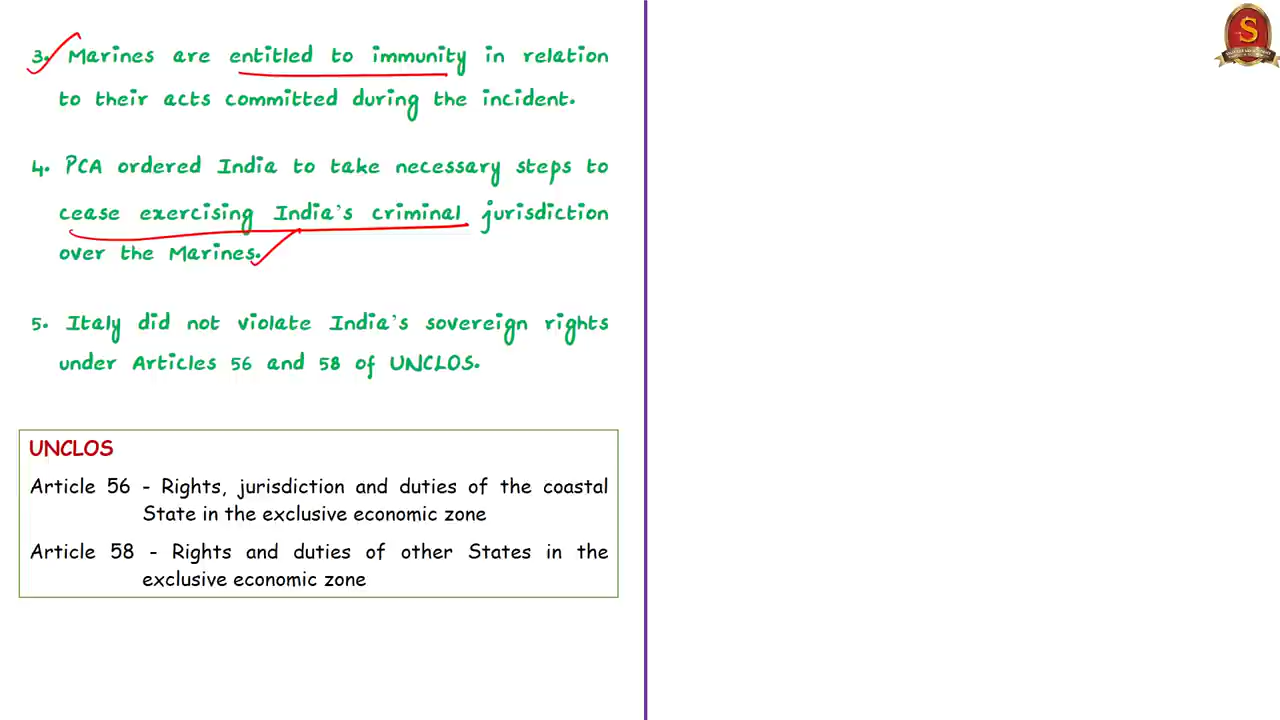 3. Marines are entitled to immunity in relation
to their acts committed during the incident.
4. PCA ordered India to take necessary steps to
cease exercising India's criminal jurisdiction
over the Marines.
5. Italy did not violate India's sovereign rights
under Articles 56 and 58 of UNCLOS.
UNCLOS
Article 56 - Rights, jurisdiction and duties of the coastal
State in the exclusive economic zone
Article 58 - Rights and duties of other States in the
exclusive economic zone
S